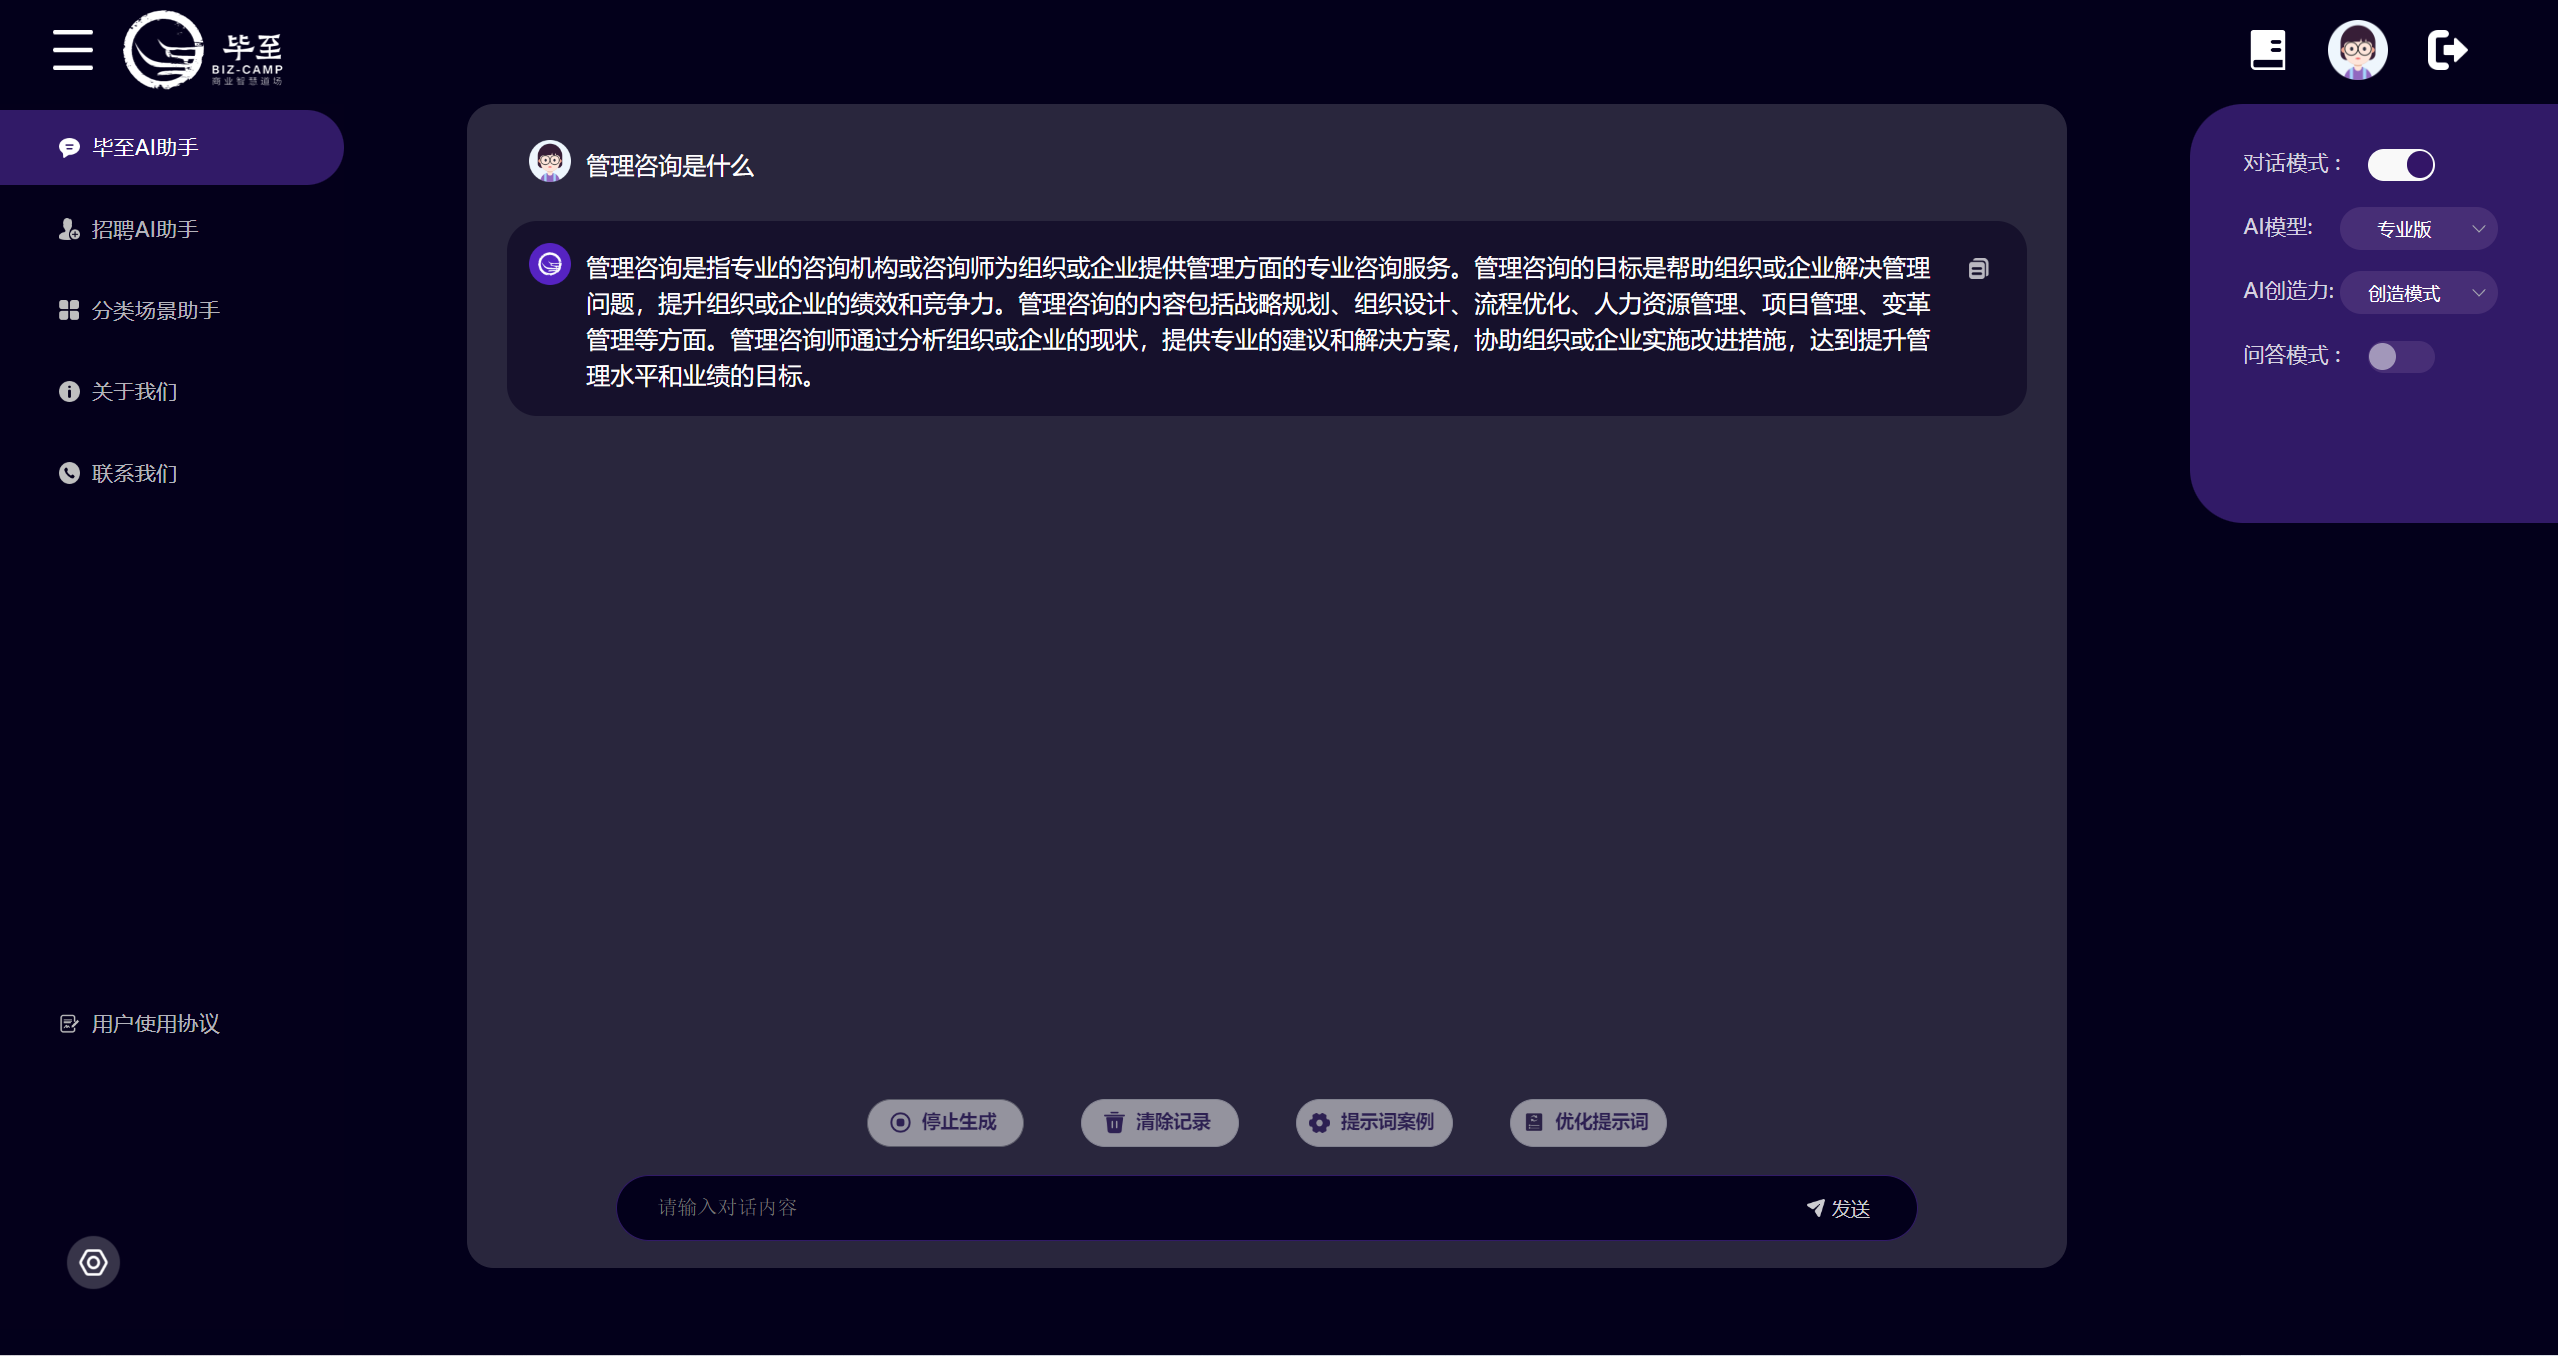 毕至
BIZ-CAMP
商业智慧道场
毕至AI助手
招聘AI助手
分类场景助手
关于我们
联系我们
用户使用协议
管理咨询是什么
管理咨询是指专业的咨询机构或咨询师为组织或企业提供管理方面的专业咨询服务。管理咨询的目标是帮助组织或企业解决管理
问题，提升组织或企业的绩效和竞争力。管理咨询的内容包括战略规划、组织设计、流程优化、人力资源管理、项目管理、变革
管理等方面。管理咨询师通过分析组织或企业的现状，提供专业的建议和解决方案，协助组织或企业实施改进措施，达到提升管
理水平和业绩的目标。
停止生成
清除记录
提示词案例
优化提示词
请输入对话内容
发送
对话模式：
AI模型: 专业版
AI创造力: 创造模式
问答模式：